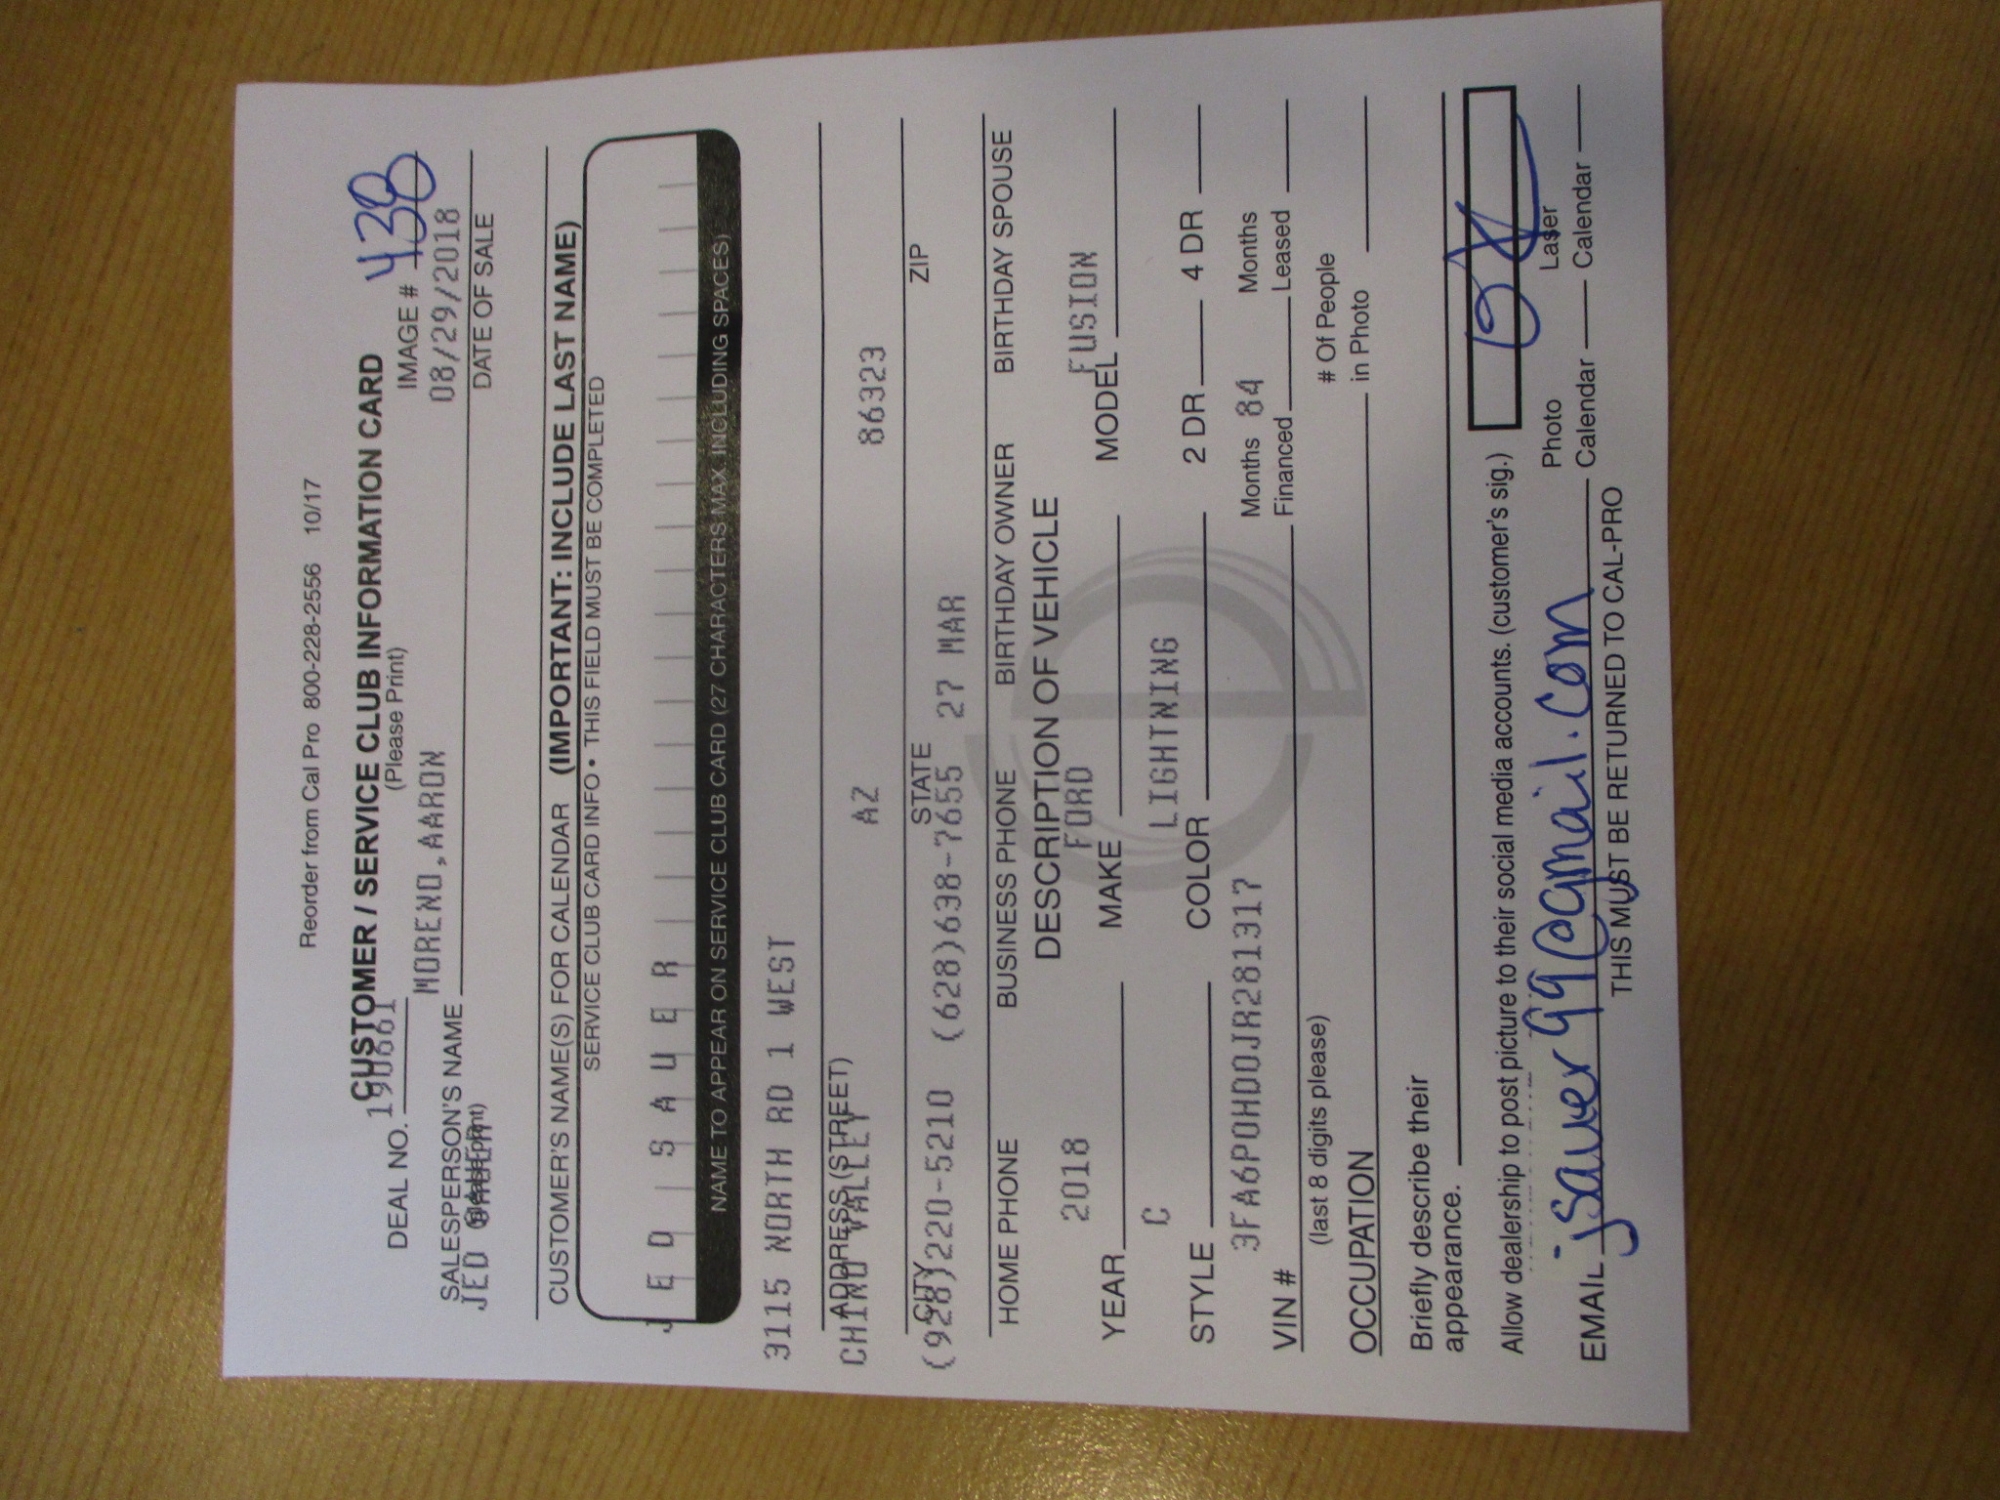 Reorder from Cal Pro 800-228-2556 10/17
CUSTOMER / SERVICE CLUB INFORMATION CARD
(Please Print)
DEAL NO. 190661 IMAGE # 438
MORENO,AARON 08/29/2018
SALESPERSON'S NAME DATE OF SALE
JED SAUER
CUSTOMER'S NAME(S) FOR CALENDAR (IMPORTANT: INCLUDE LAST NAME)
SERVICE CLUB CARD INFO • THIS FIELD MUST BE COMPLETED
J E D S A U E R
NAME TO APPEAR ON SERVICE CLUB CARD (27 CHARACTERS MAX. INCLUDING SPACES)
3115 NORTH RD 1 WEST
ADDRESS (STREET)
CHINO VALLEY AZ 86323
CITY STATE ZIP
(928)220-5210 (628)638-7655 27 MAR
HOME PHONE BUSINESS PHONE BIRTHDAY OWNER BIRTHDAY SPOUSE
DESCRIPTION OF VEHICLE
2018 FORD FUSION
YEAR MAKE MODEL
C LIGHTNING
STYLE COLOR 2 DR 4 DR
3FA6P0HD0JR281317 Months 84 Months
VIN # Financed Leased
(last 8 digits please) # Of People
OCCUPATION in Photo
Briefly describe their
appearance.
Allow dealership to post picture to their social media accounts. (customer's sig.)
Photo Laser
EMAIL jsauer99@gmail.com Calendar Calendar
THIS MUST BE RETURNED TO CAL-PRO